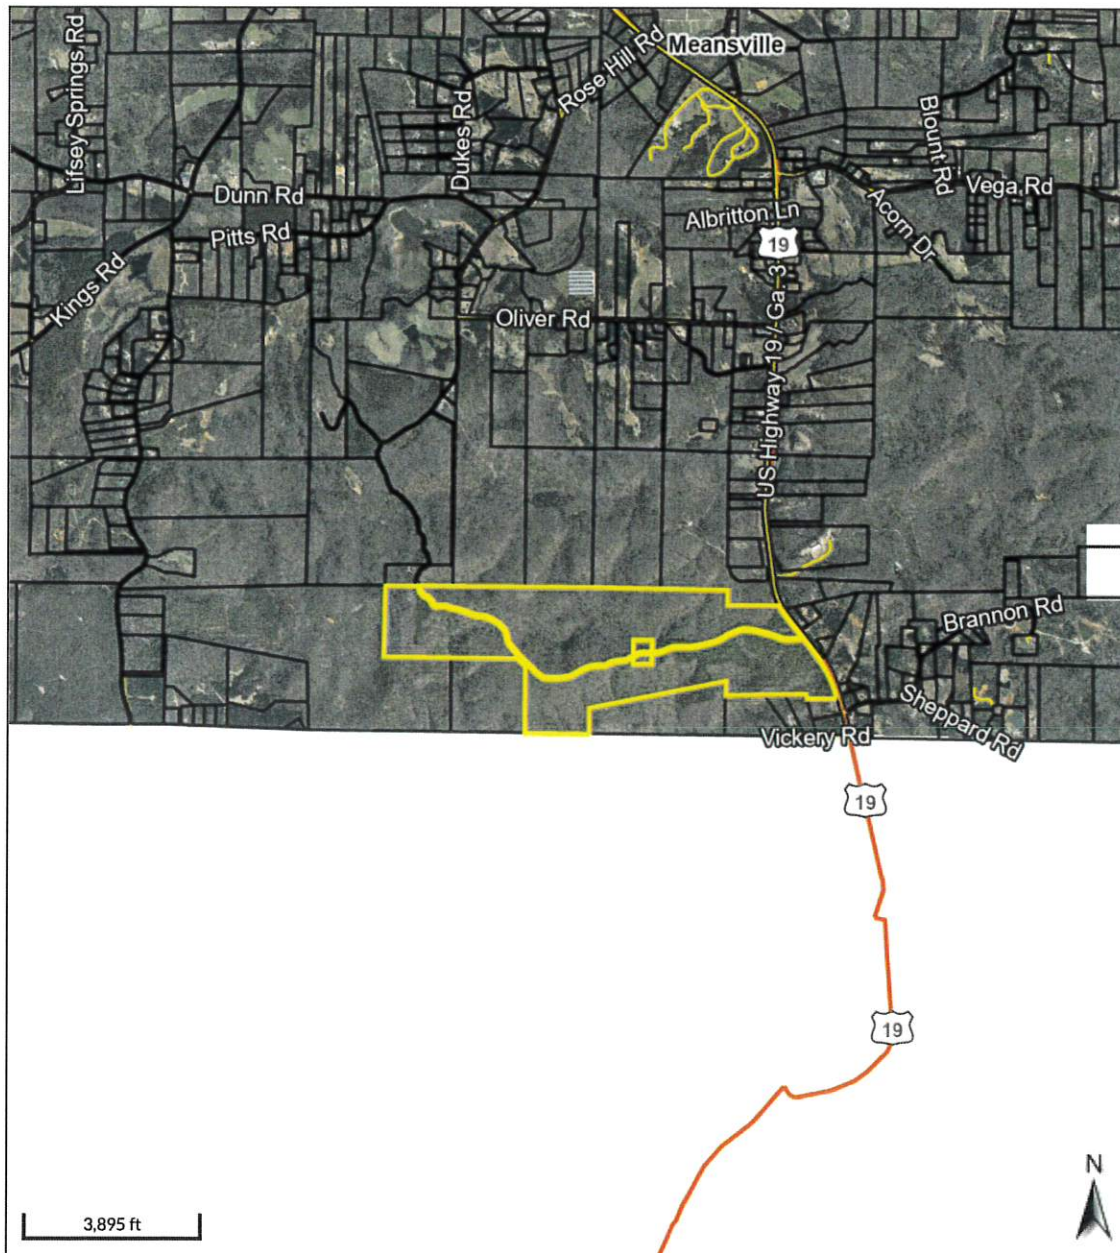 Lifsey Springs Rd
Meansville
Rose Hill Rd
Dukes Rd
Blount Rd
Dunn Rd
Vega Rd
Pitts Rd
Albritton Ln
Acorn Dr
19
Kings Rd
Oliver Rd
US Highway 19 / Ga. 3
Brannon Rd
Sheppard Rd
Vickery Rd
19
19
N
3,895 ft